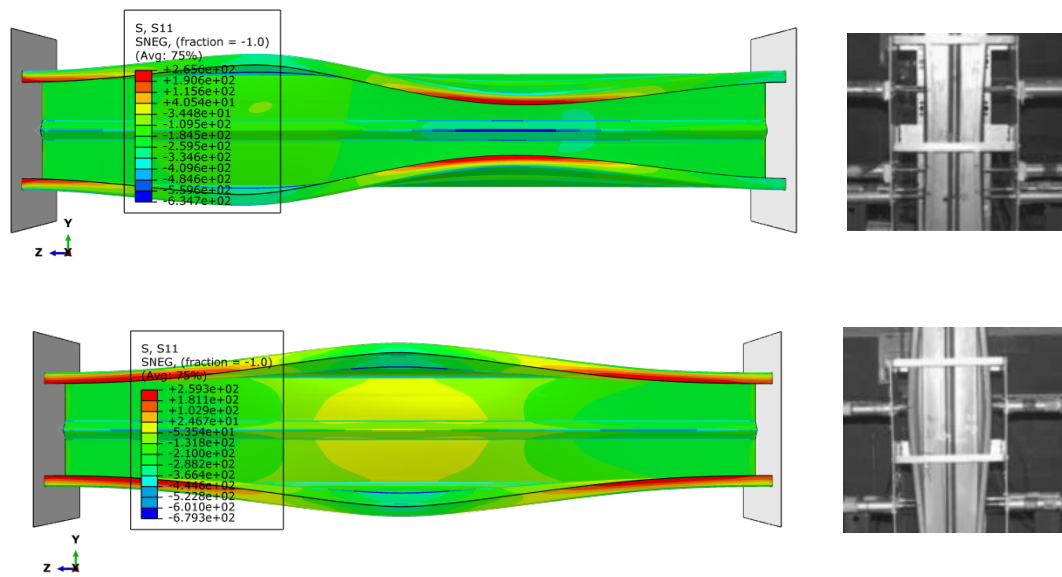 S, S11
SNEG, (fraction = -1.0)
(Avg: 75%)
+2.656e+02
+1.906e+02
+1.156e+02
+4.054e+01
-3.448e+01
-1.095e+02
-1.845e+02
-2.595e+02
-3.346e+02
-4.096e+02
-4.846e+02
-5.596e+02
-6.347e+02
Y
Z
X
S, S11
SNEG, (fraction = -1.0)
(Avg: 75%)
+2.593e+02
+1.811e+02
+1.029e+02
+2.467e+01
-5.354e+01
-1.318e+02
-2.100e+02
-2.882e+02
-3.664e+02
-4.446e+02
-5.228e+02
-6.010e+02
-6.793e+02
Y
Z
X